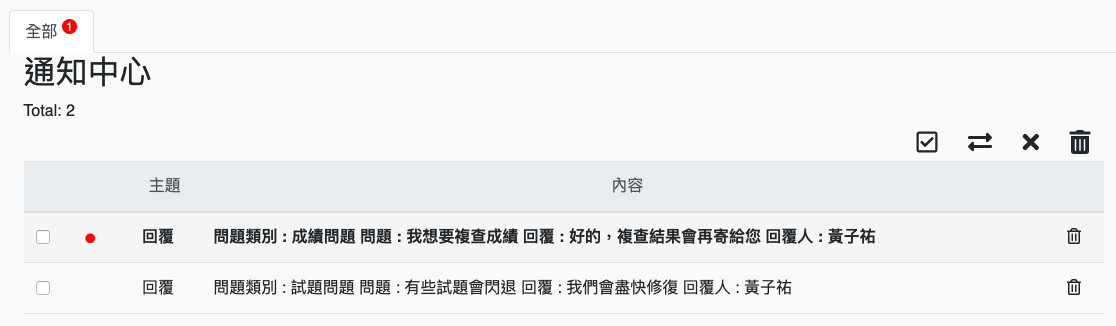 全部 1
通知中心
Total: 2
主題 內容
回覆 問題類別 : 成績問題 問題 : 我想要複查成績 回覆 : 好的，複查結果會再寄給您 回覆人 : 黃子祐
回覆 問題類別 : 試題問題 問題 : 有些試題會閃退 回覆 : 我們會盡快修復 回覆人 : 黃子祐